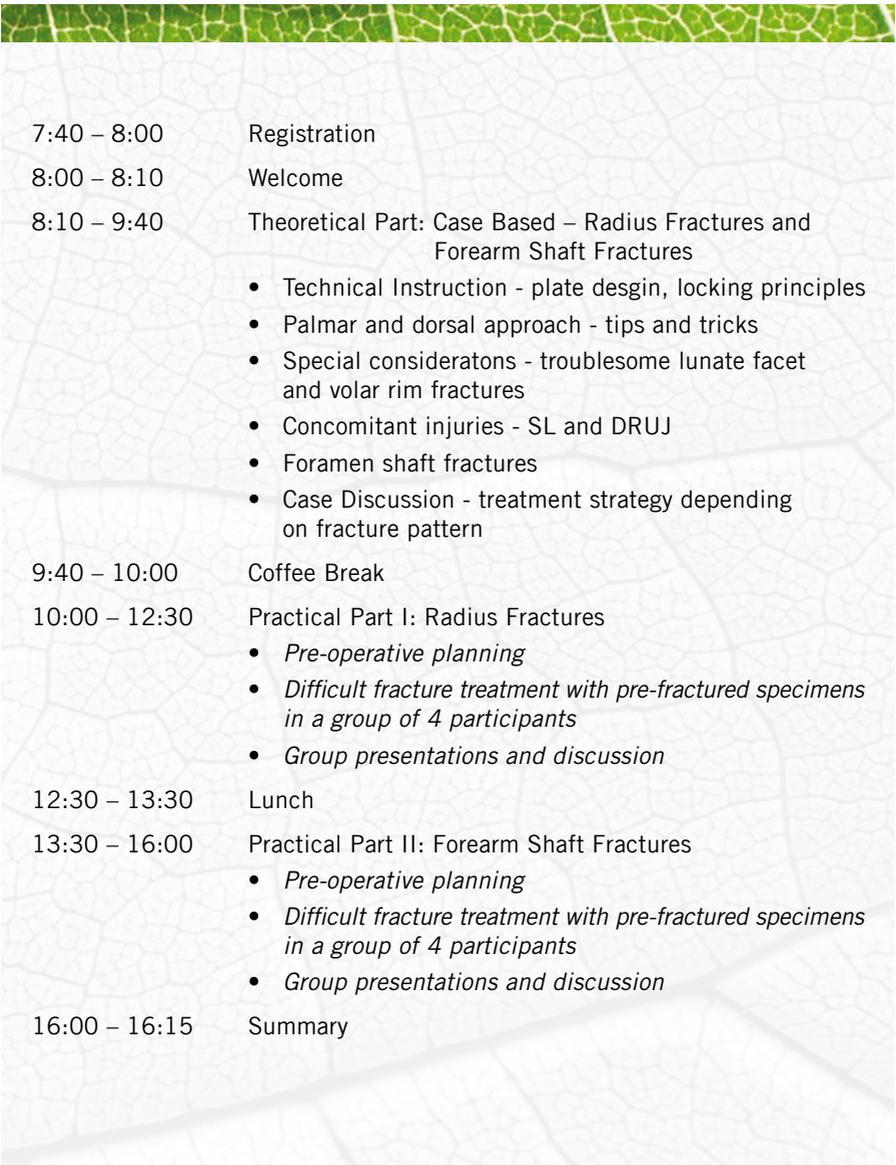 7:40 – 8:00 Registration
8:00 – 8:10 Welcome
8:10 – 9:40 Theoretical Part: Case Based – Radius Fractures and
Forearm Shaft Fractures
• Technical Instruction - plate desgin, locking principles
• Palmar and dorsal approach - tips and tricks
• Special consideratons - troublesome lunate facet
and volar rim fractures
• Concomitant injuries - SL and DRUJ
• Foramen shaft fractures
• Case Discussion - treatment strategy depending
on fracture pattern
9:40 – 10:00 Coffee Break
10:00 – 12:30 Practical Part I: Radius Fractures
• Pre-operative planning
• Difficult fracture treatment with pre-fractured specimens
in a group of 4 participants
• Group presentations and discussion
12:30 – 13:30 Lunch
13:30 – 16:00 Practical Part II: Forearm Shaft Fractures
• Pre-operative planning
• Difficult fracture treatment with pre-fractured specimens
in a group of 4 participants
• Group presentations and discussion
16:00 – 16:15 Summary